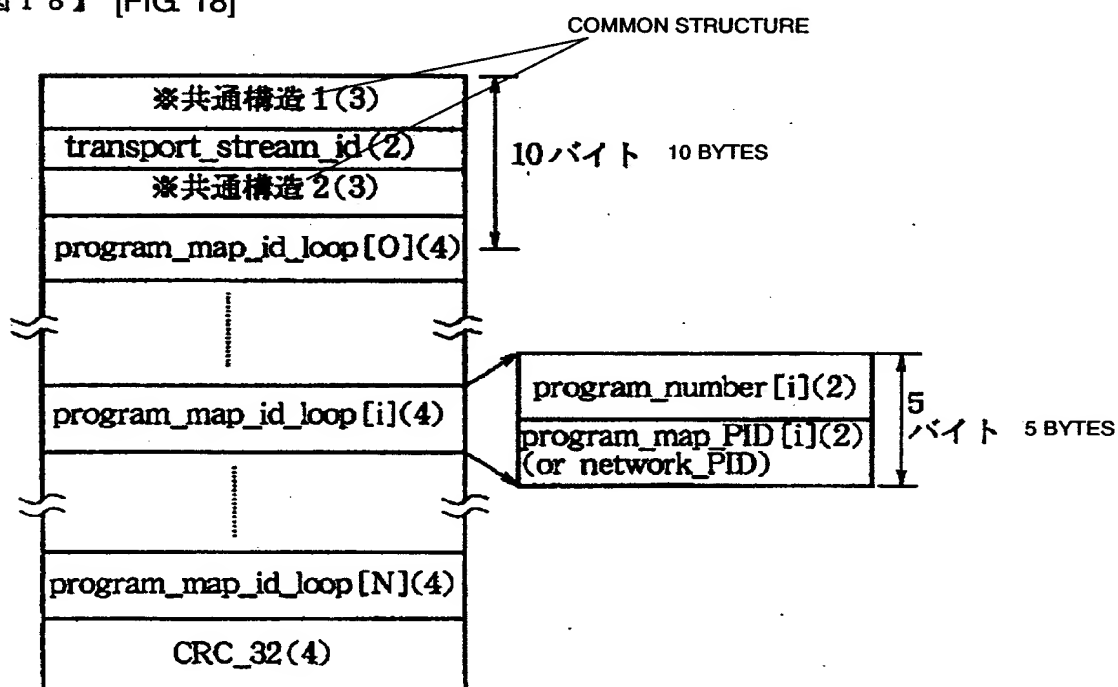 図18】 [FIG. 18]
COMMON STRUCTURE
※共通構造1(3)
transport_stream_id(2)
※共通構造2(3)
program_map_id_loop[0](4)
10バイト 10 BYTES
program_map_id_loop[i](4)
program_number[i](2)
program_map_PID[i](2)
(or network_PID)
5
バイト 5 BYTES
program_map_id_loop[N](4)
CRC_32(4)